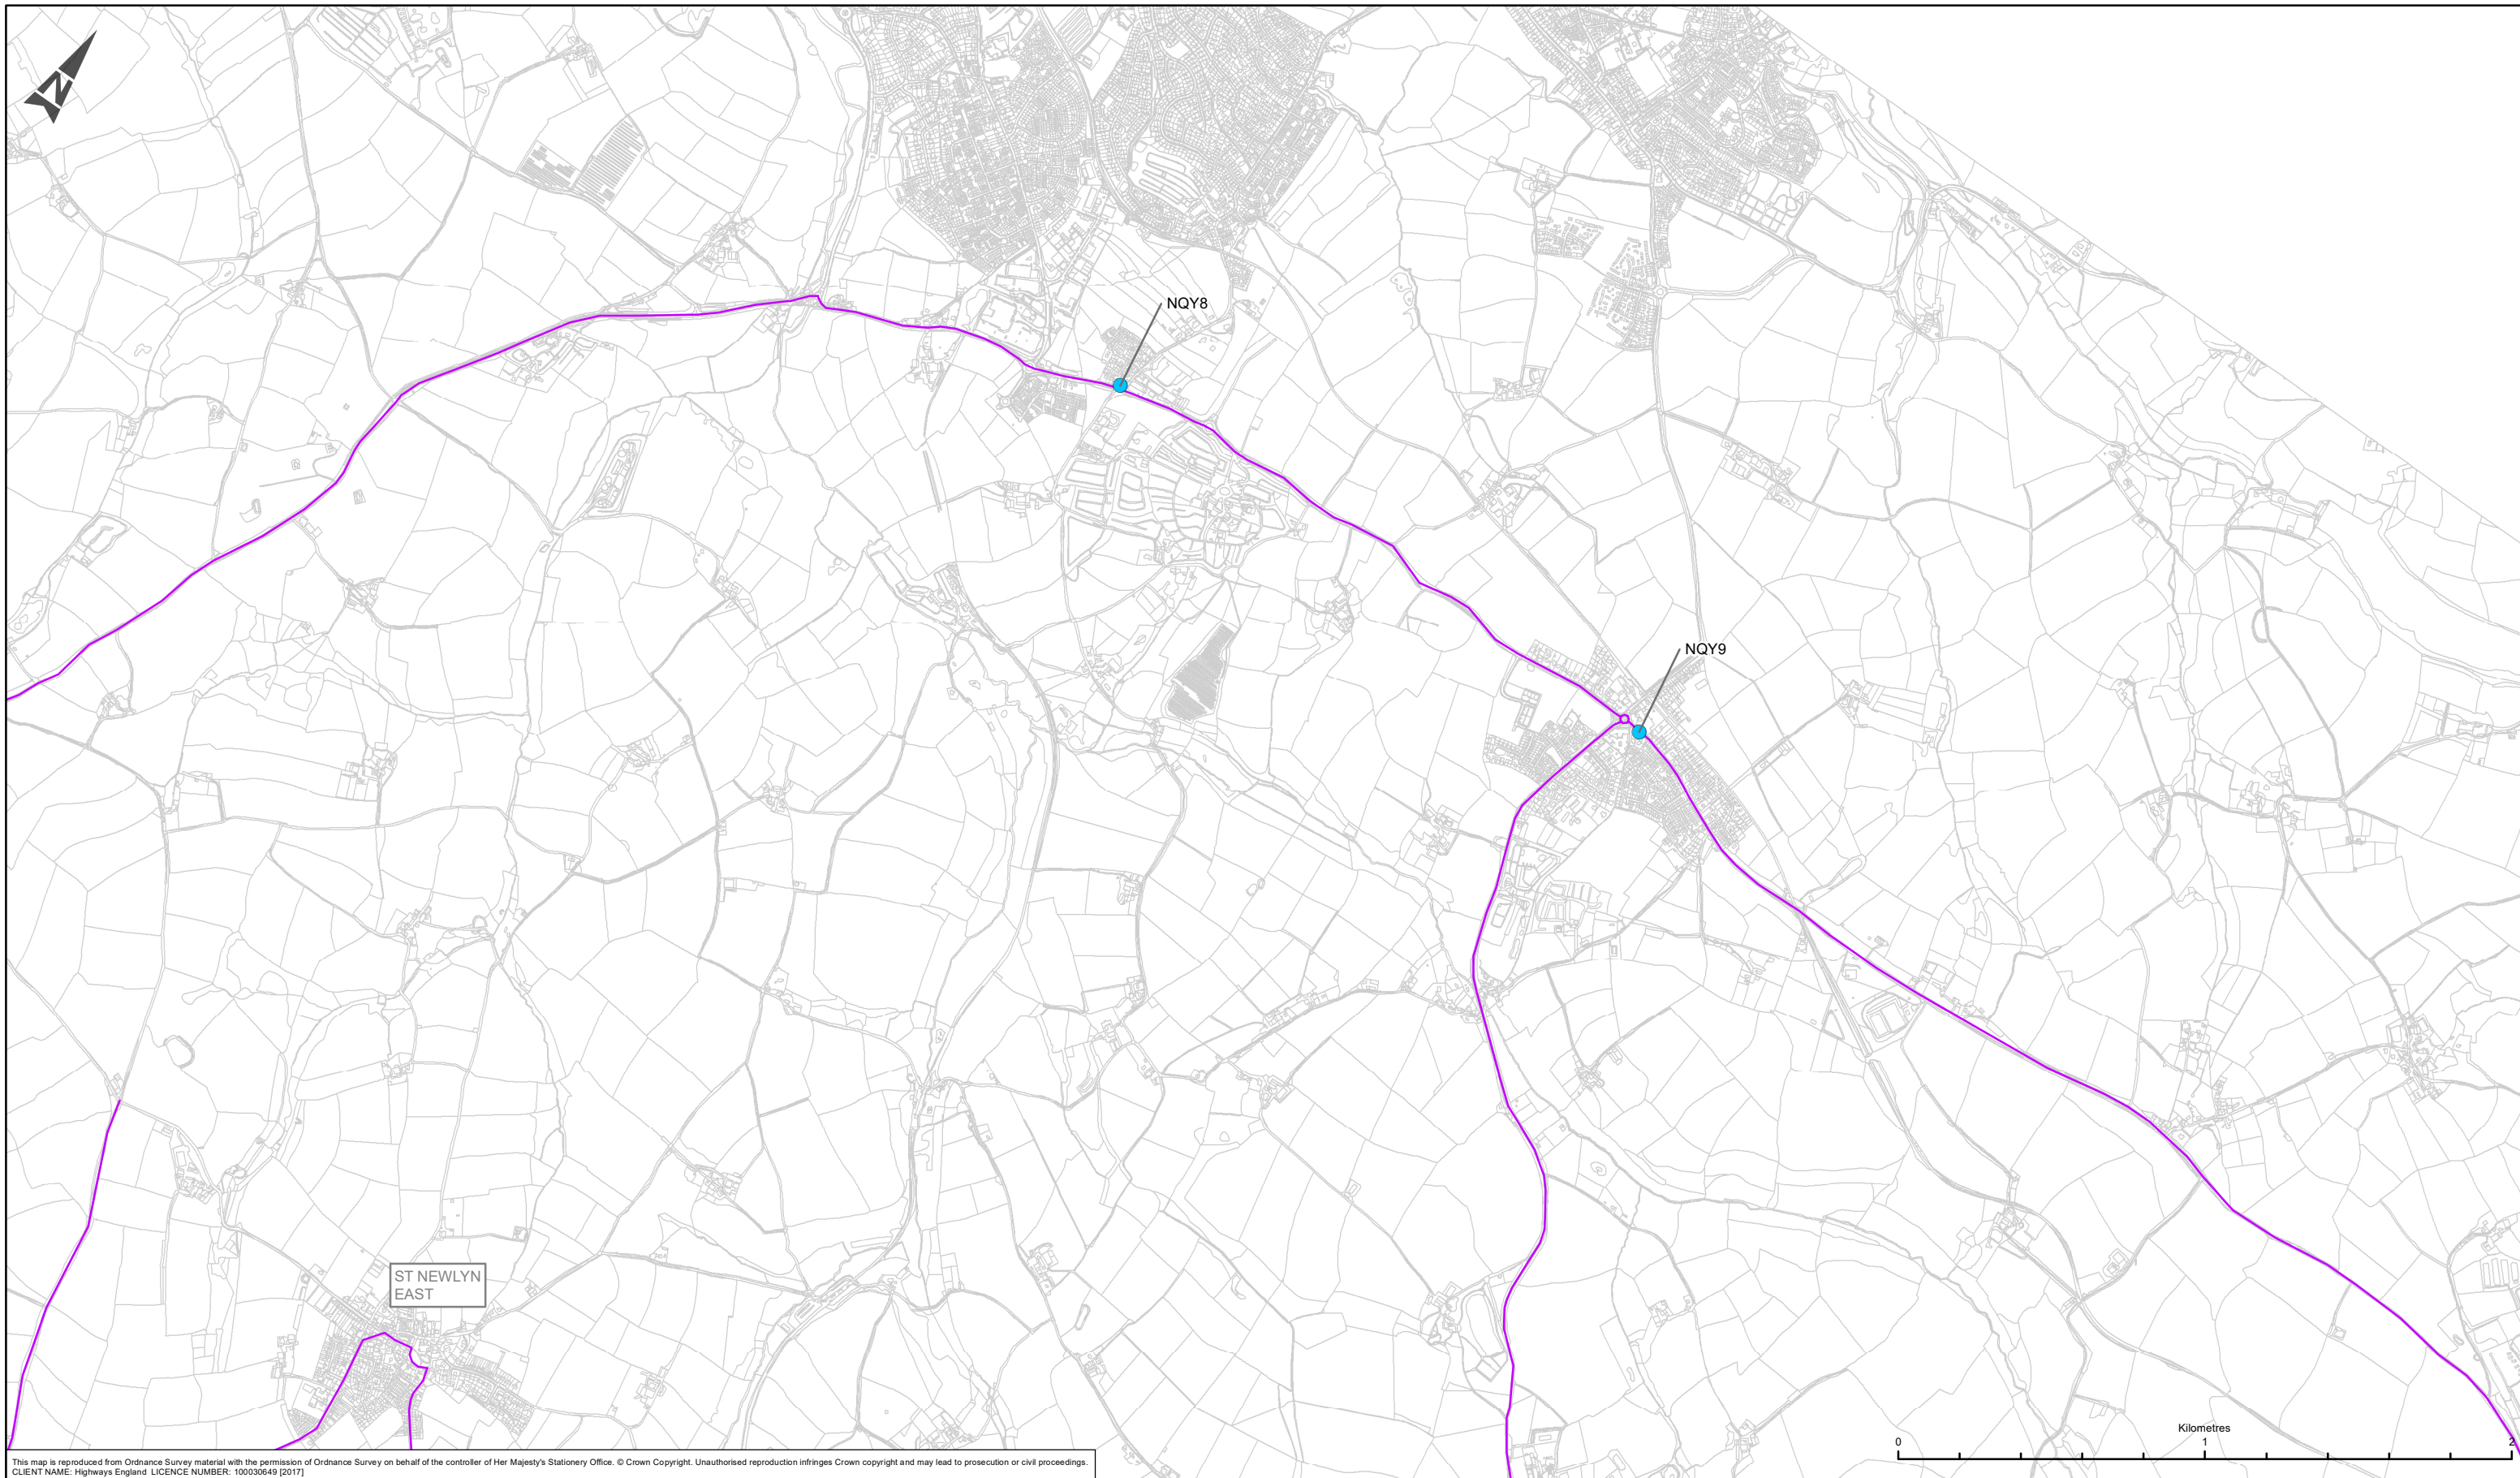 N
NQY8
NQY9
ST NEWLYN
EAST
Kilometres
0 1 2
This map is reproduced from Ordnance Survey material with the permission of Ordnance Survey on behalf of the controller of Her Majesty's Stationery Office. © Crown Copyright. Unauthorised reproduction infringes Crown copyright and may lead to prosecution or civil proceedings.
CLIENT NAME: Highways England LICENCE NUMBER: 100030649 [2017]